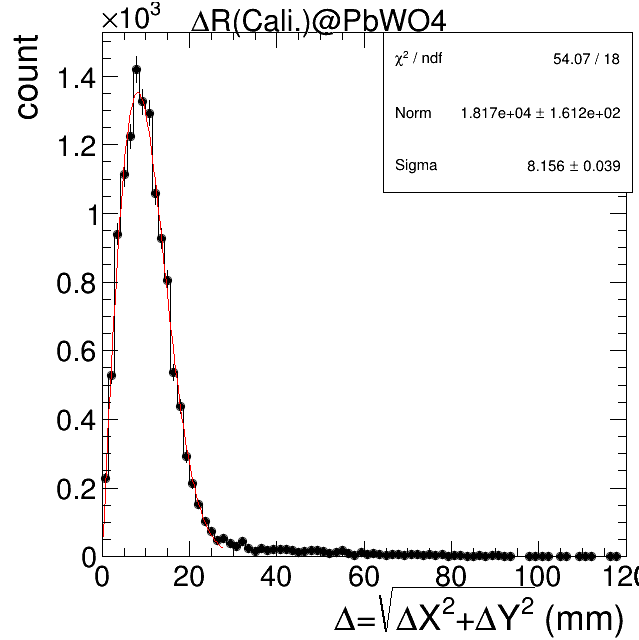 ×10³
ΔR(Cali.)@PbWO4
χ² / ndf 54.07 / 18
Norm 1.817e+04 ± 1.612e+02
Sigma 8.156 ± 0.039
count
1.4
1.2
1
0.8
0.6
0.4
0.2
0
0 20 40 60 80 100 120
Δ=√ΔX²+ΔY² (mm)